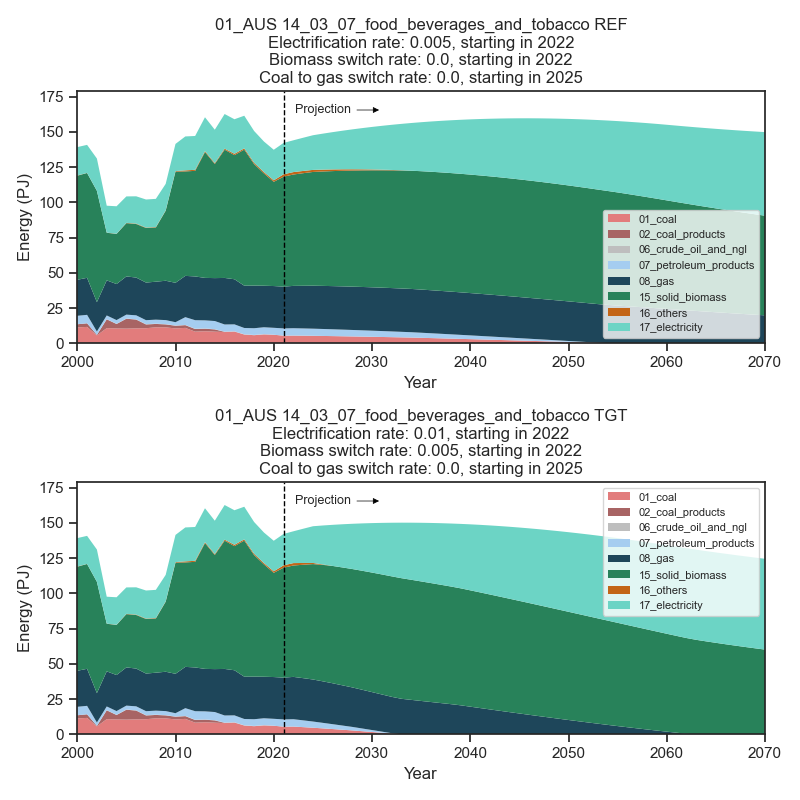 01_AUS 14_03_07_food_beverages_and_tobacco REF
Electrification rate: 0.005, starting in 2022
Biomass switch rate: 0.0, starting in 2022
Coal to gas switch rate: 0.0, starting in 2025
175
150
125
100
75
50
25
0
Energy (PJ)
Projection
01_coal
02_coal_products
06_crude_oil_and_ngl
07_petroleum_products
08_gas
15_solid_biomass
16_others
17_electricity
2000 2010 2020 2030 2040 2050 2060 2070
Year
01_AUS 14_03_07_food_beverages_and_tobacco TGT
Electrification rate: 0.01, starting in 2022
Biomass switch rate: 0.005, starting in 2022
Coal to gas switch rate: 0.0, starting in 2025
175
150
125
100
75
50
25
0
Energy (PJ)
Projection
01_coal
02_coal_products
06_crude_oil_and_ngl
07_petroleum_products
08_gas
15_solid_biomass
16_others
17_electricity
2000 2010 2020 2030 2040 2050 2060 2070
Year